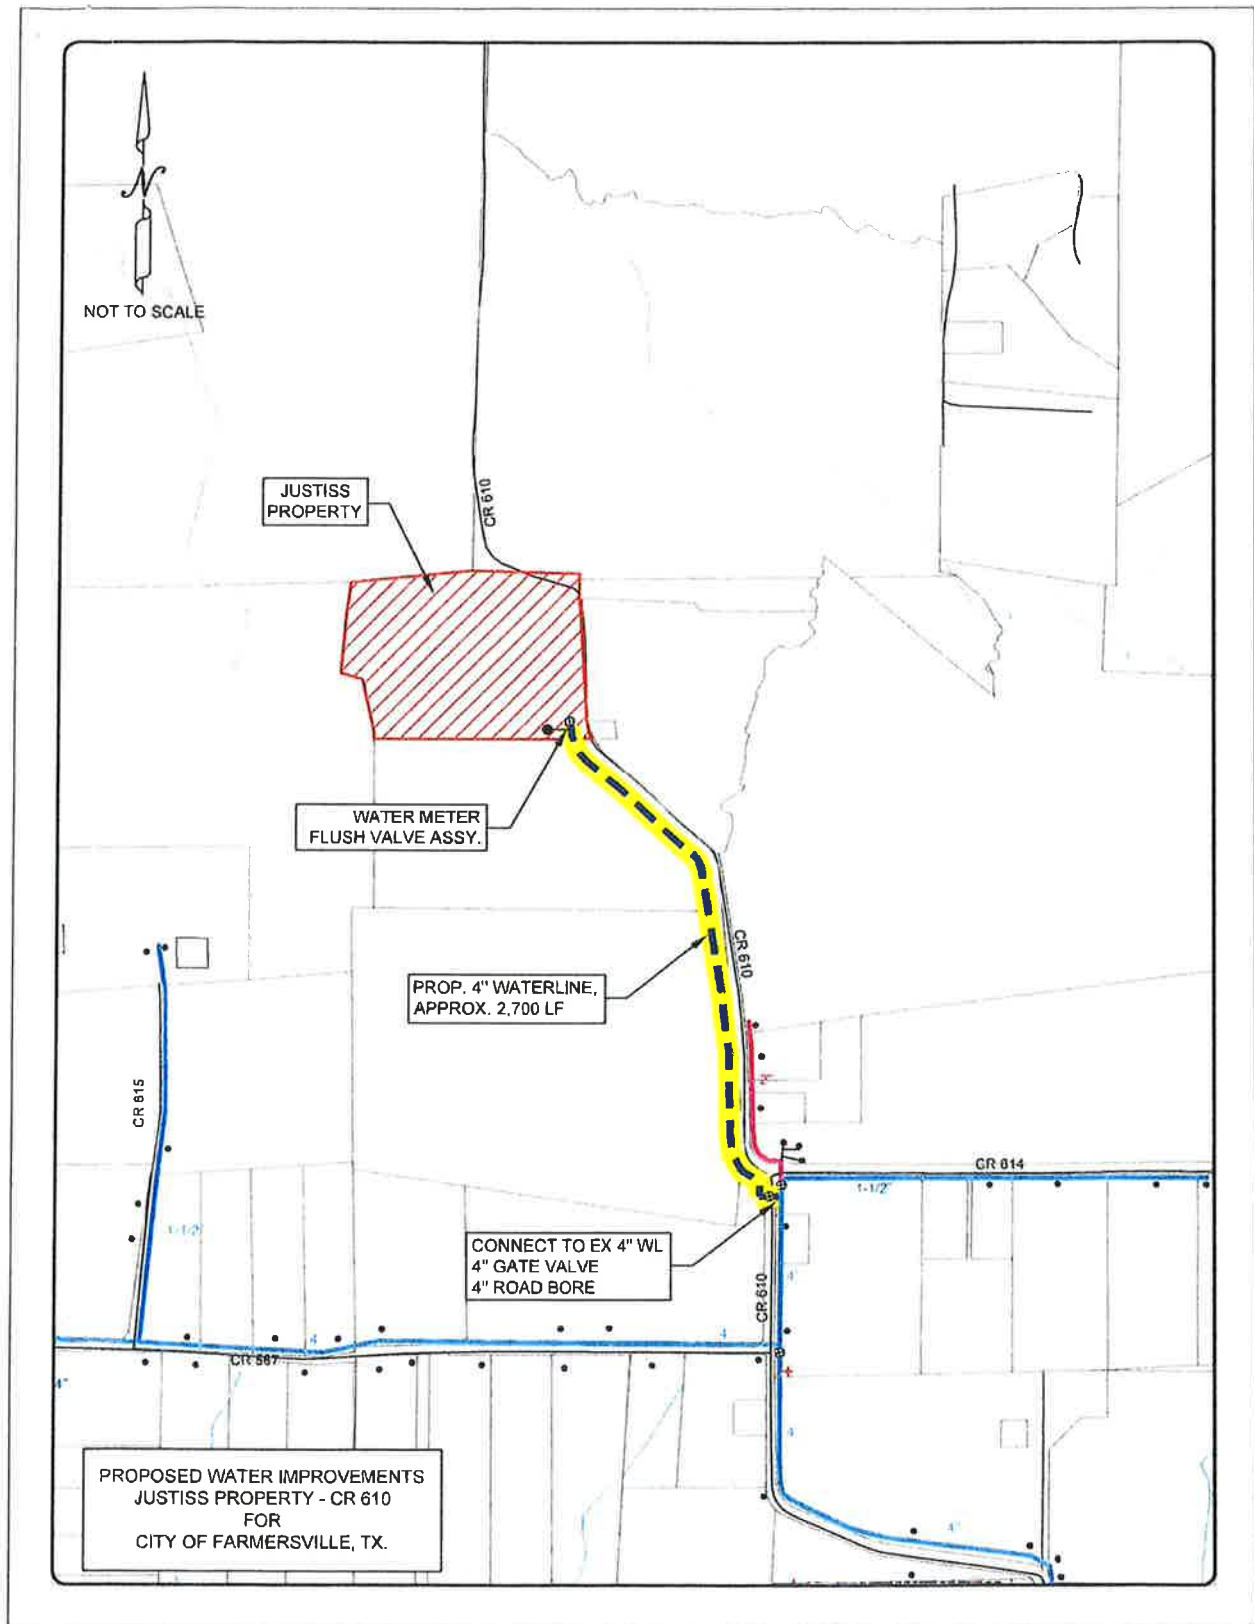 N
NOT TO SCALE
CR 610
JUSTISS
PROPERTY
WATER METER
FLUSH VALVE ASSY.
CR 610
PROP. 4" WATERLINE,
APPROX. 2,700 LF
2"
CR 615
CR 614
1-1/2"
1-1/2"
CONNECT TO EX 4" WL
4" GATE VALVE
4" ROAD BORE
4"
CR 610
4
4
CR 567
4"
4
4"
PROPOSED WATER IMPROVEMENTS
JUSTISS PROPERTY - CR 610
FOR
CITY OF FARMERSVILLE, TX.